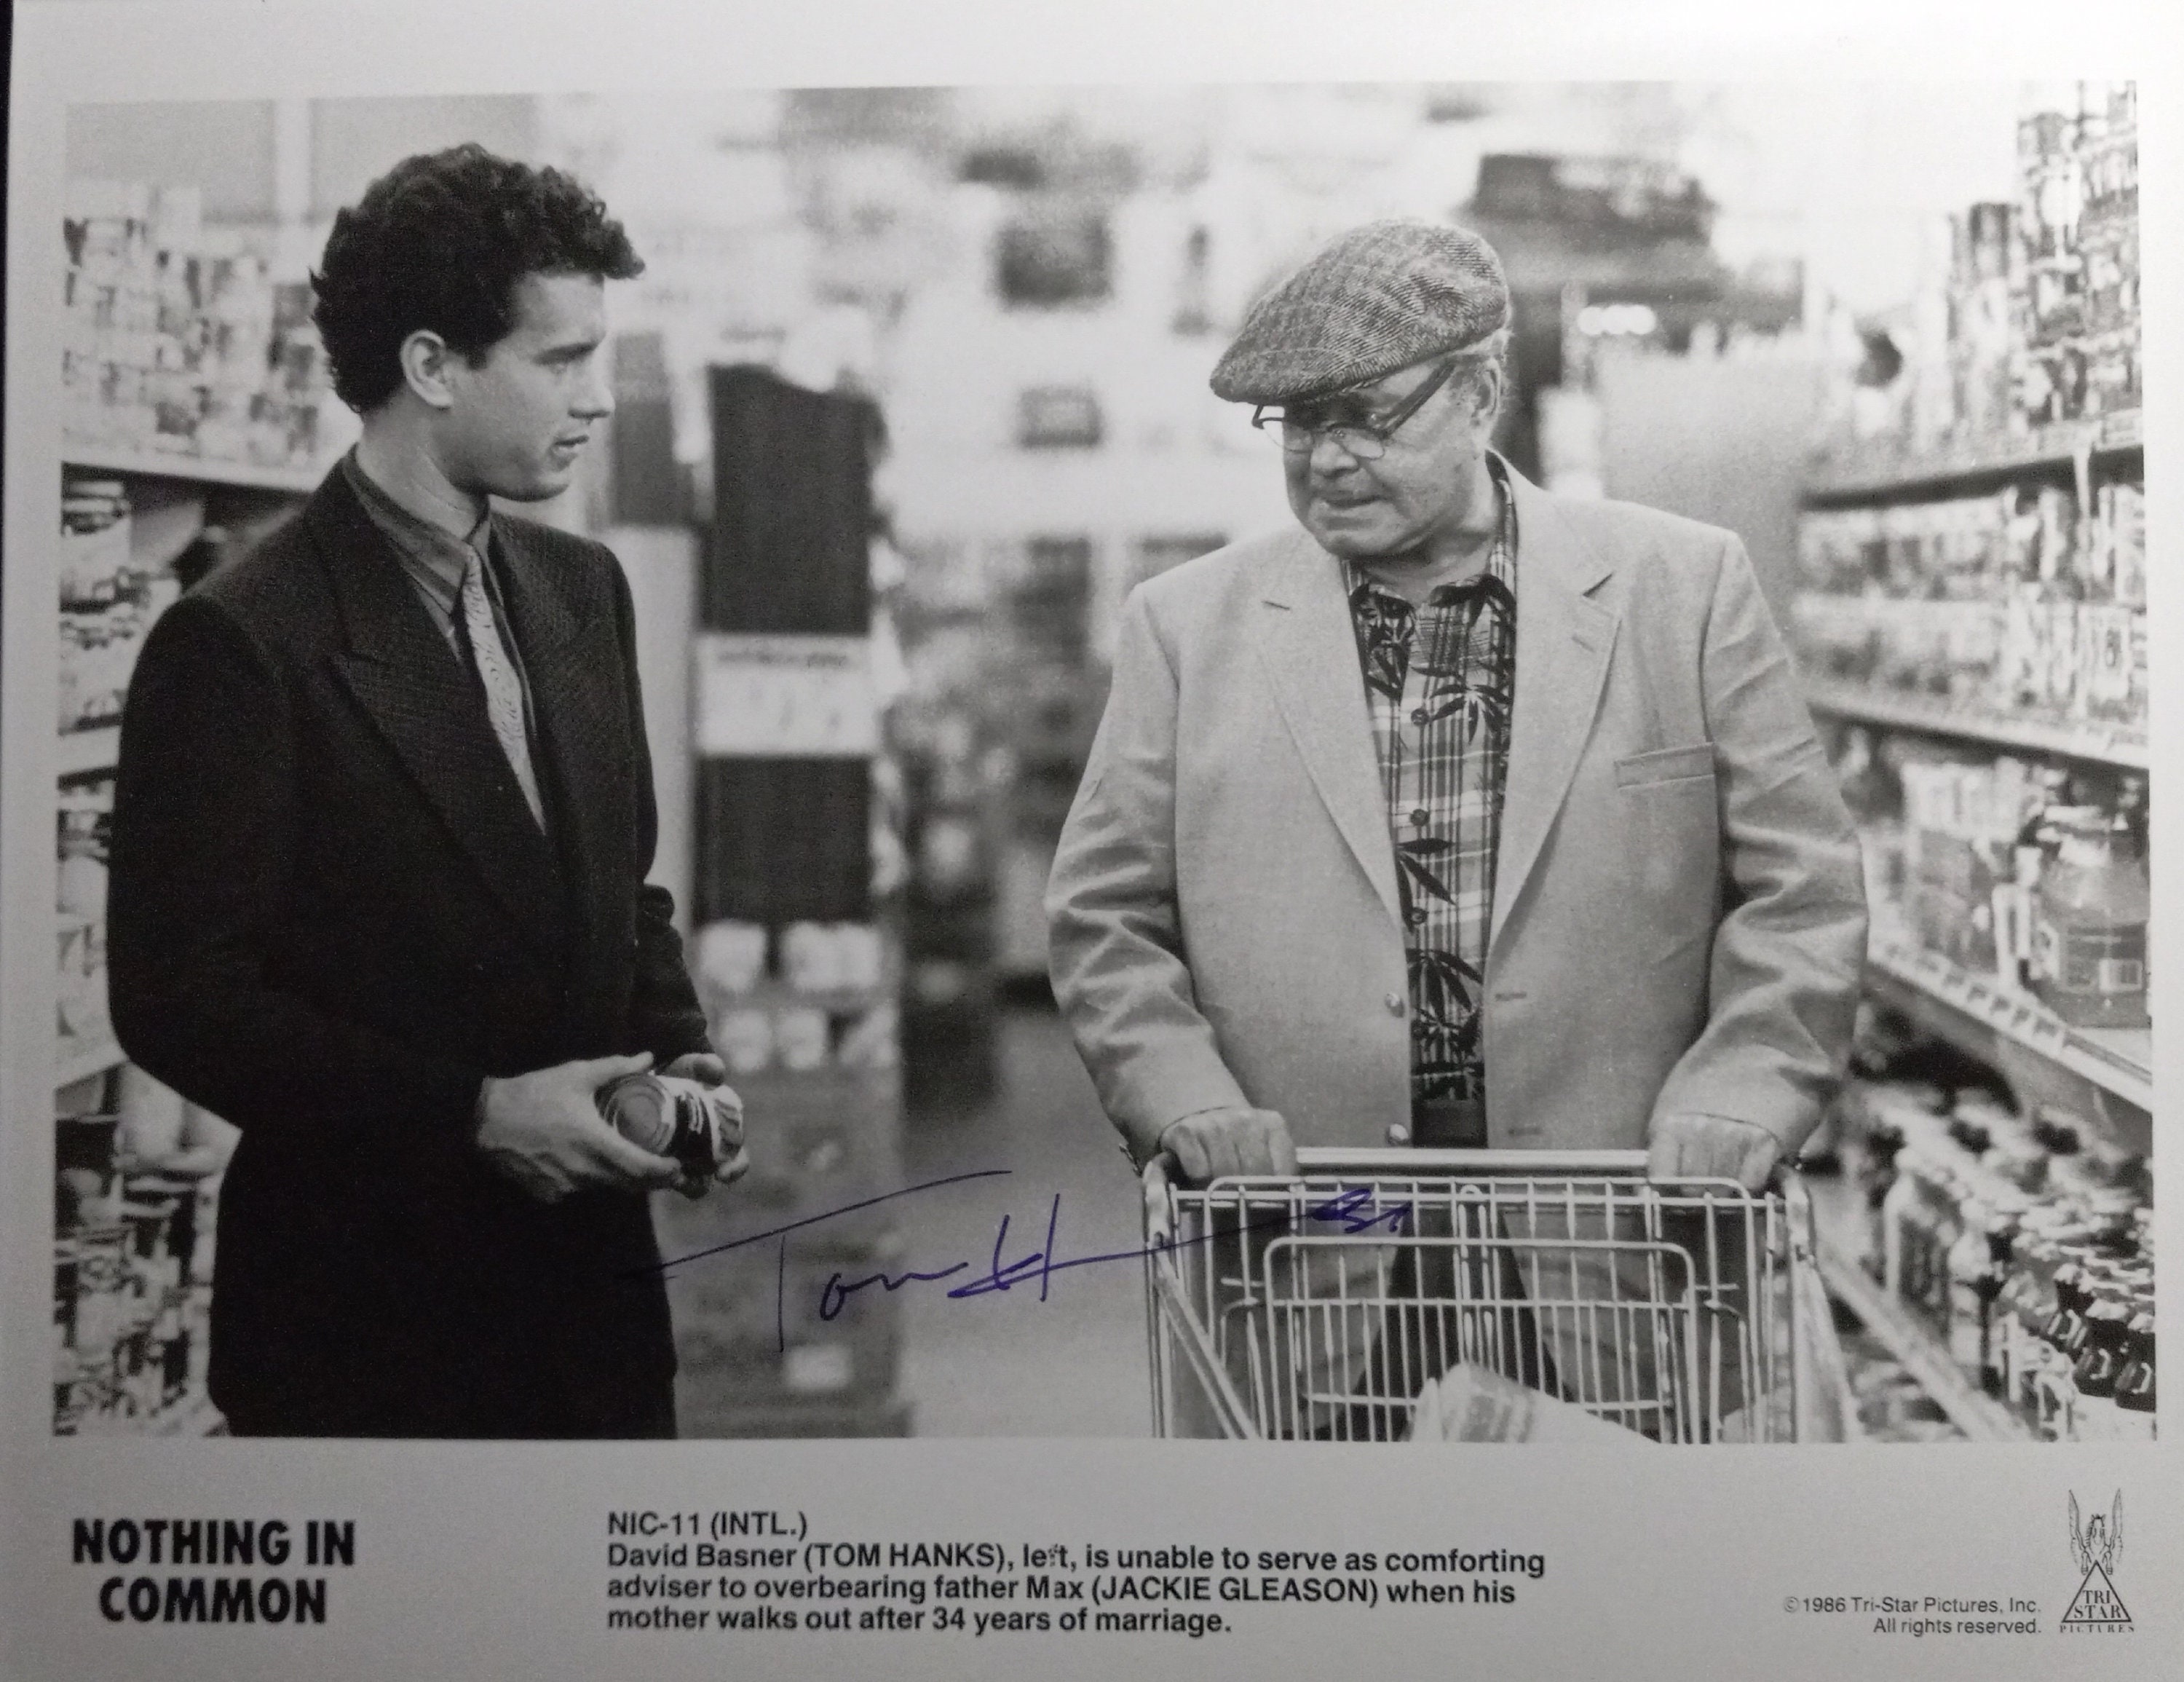 Tom H
NOTHING IN
COMMON
NIC-11 (INTL.)
David Basner (TOM HANKS), left, is unable to serve as comforting
adviser to overbearing father Max (JACKIE GLEASON) when his
mother walks out after 34 years of marriage.
©1986 Tri-Star Pictures, Inc.
All rights reserved.
TRI
STAR
PICTURES